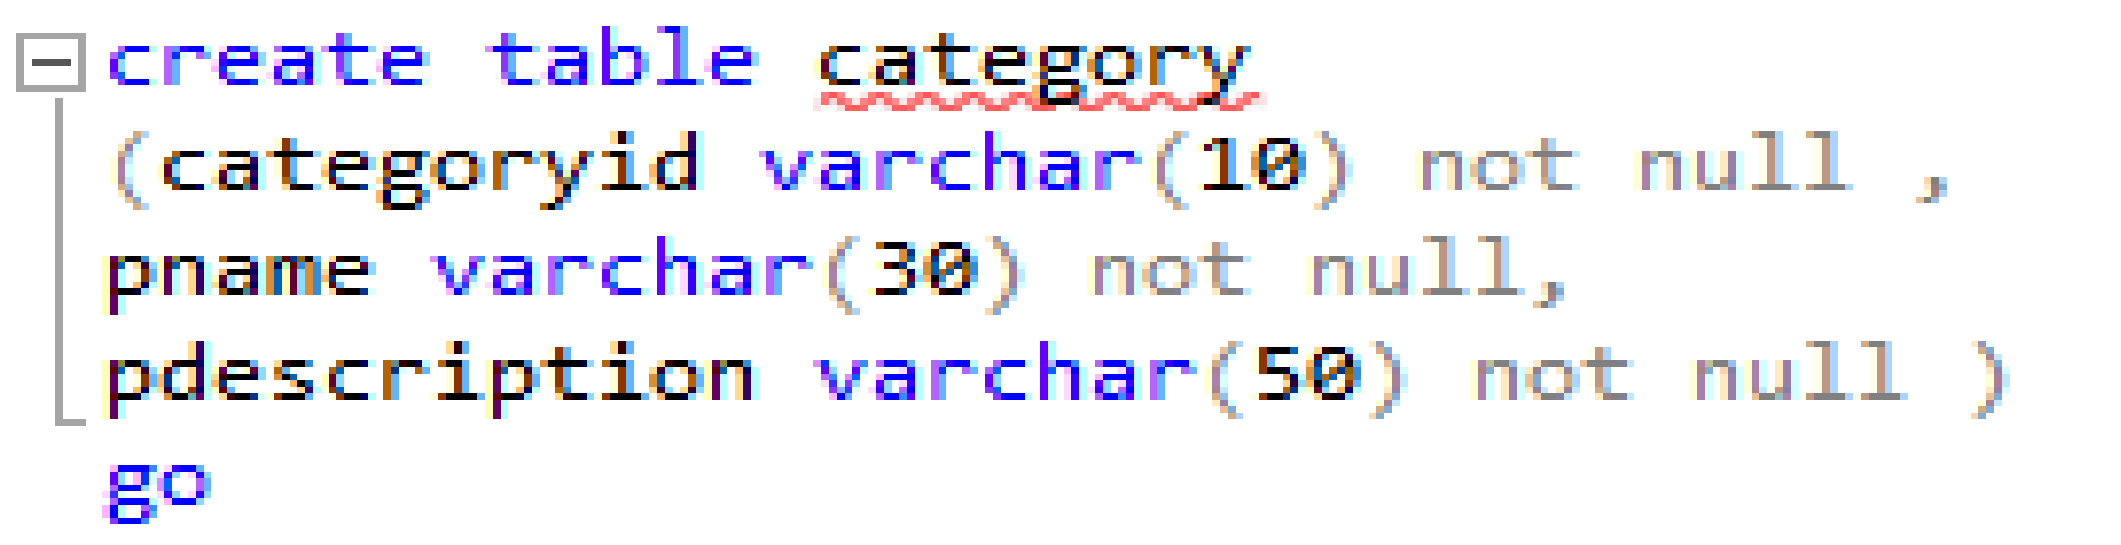 create table category
(categoryid varchar(10) not null ,
pname varchar(30) not null,
pdescription varchar(50) not null )
go